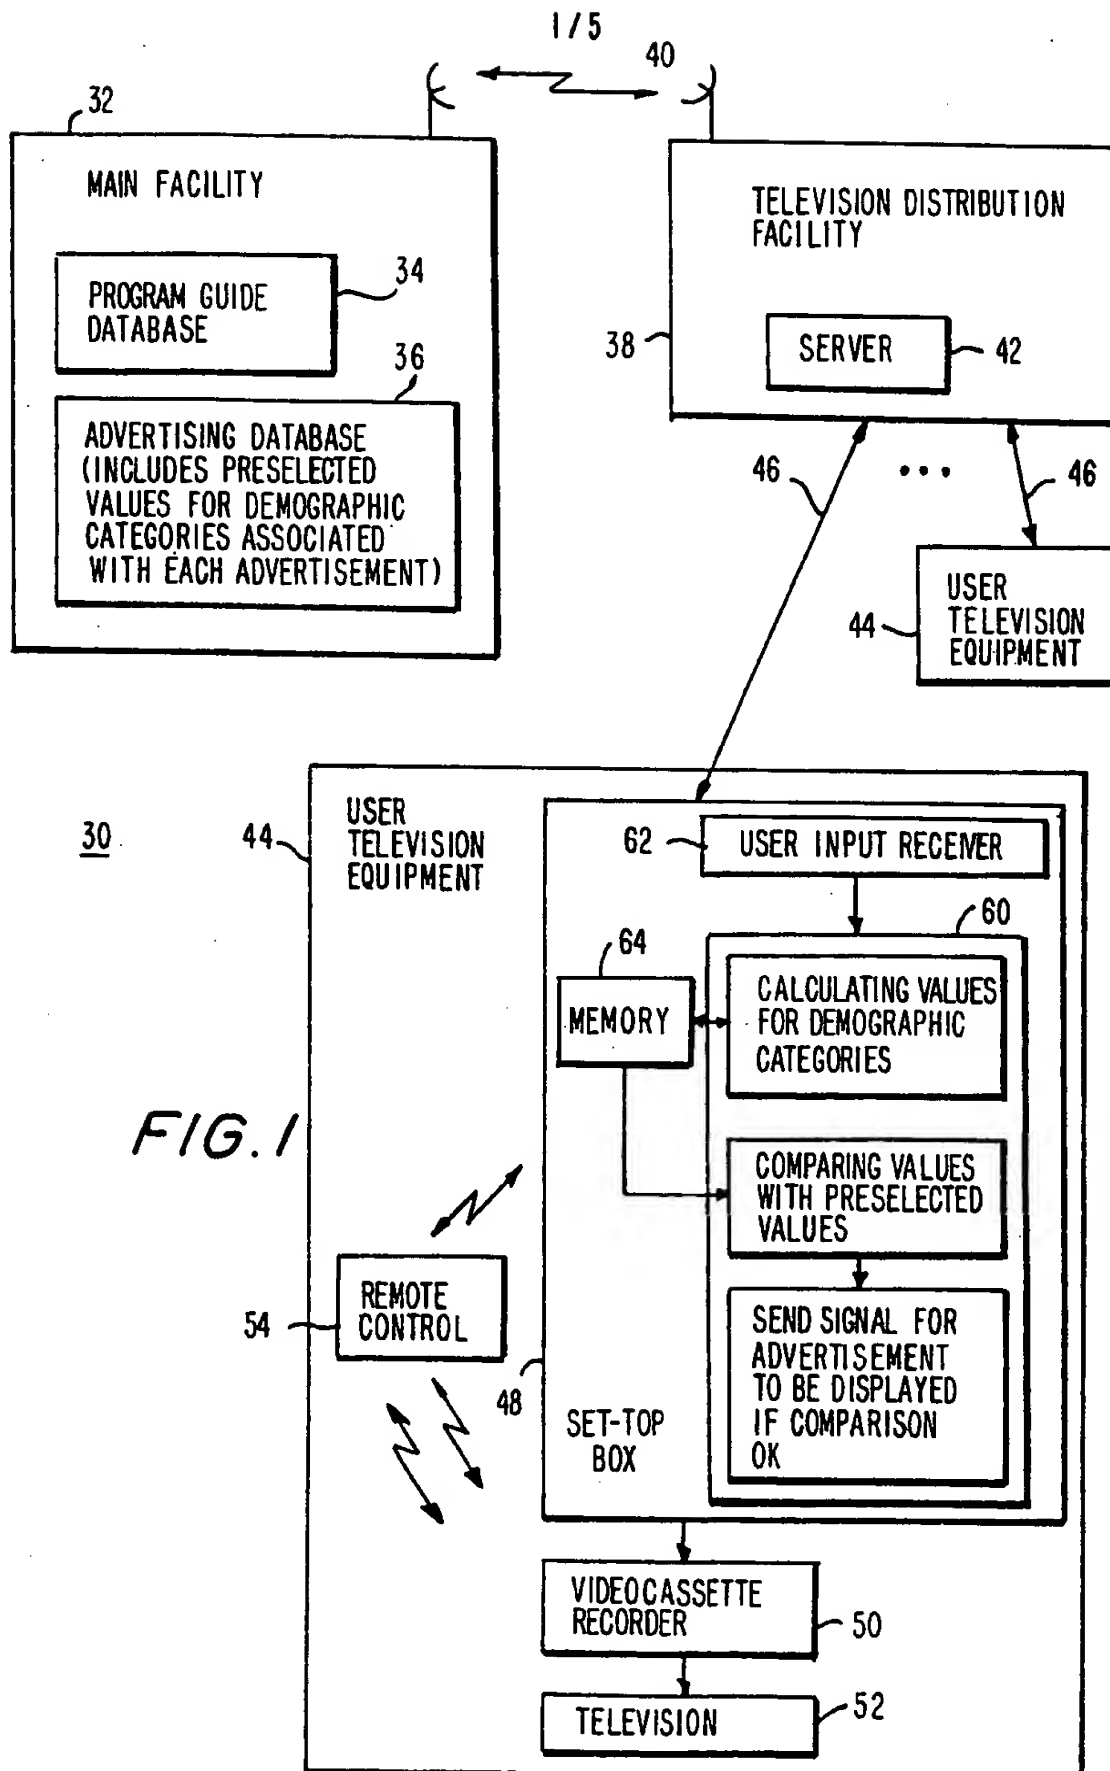 1/5
40
32
MAIN FACILITY
34
PROGRAM GUIDE
DATABASE
36
ADVERTISING DATABASE
(INCLUDES PRESELECTED
VALUES FOR DEMOGRAPHIC
CATEGORIES ASSOCIATED
WITH EACH ADVERTISEMENT)
TELEVISION DISTRIBUTION
FACILITY
38
SERVER
42
46
...
46
USER
TELEVISION
EQUIPMENT
44
30
44
USER
TELEVISION
EQUIPMENT
62
USER INPUT RECEIVER
60
64
MEMORY
CALCULATING VALUES
FOR DEMOGRAPHIC
CATEGORIES
FIG. 1
COMPARING VALUES
WITH PRESELECTED
VALUES
REMOTE
CONTROL
54
SEND SIGNAL FOR
ADVERTISEMENT
TO BE DISPLAYED
IF COMPARISON
OK
48
SET-TOP
BOX
VIDEOCASSETTE
RECORDER
50
TELEVISION
52